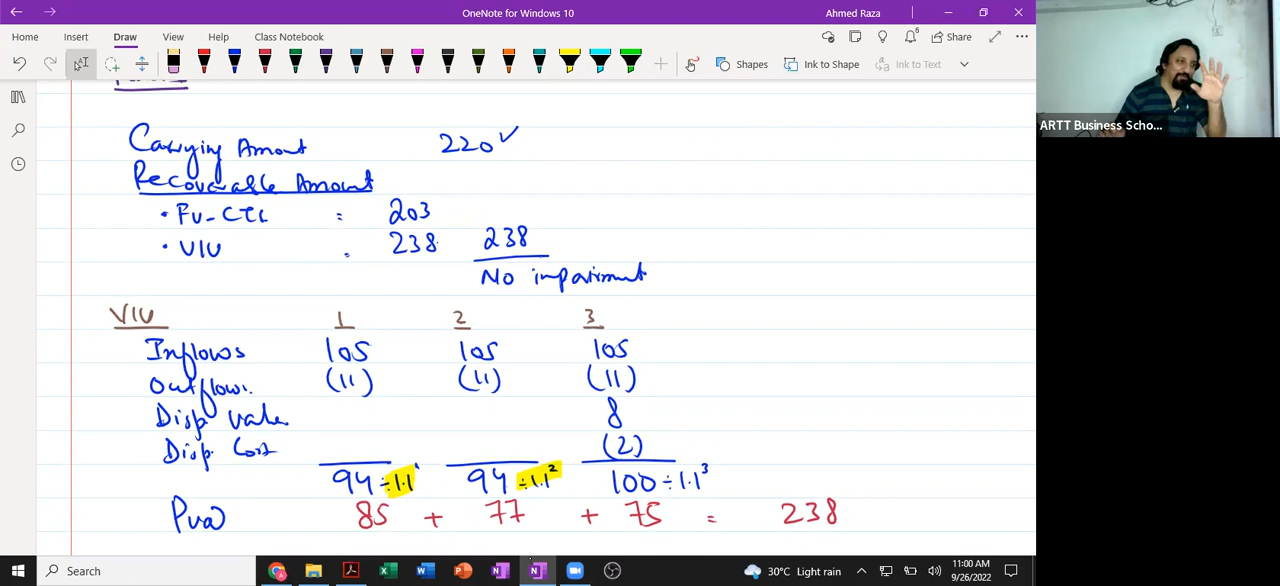 OneNote for Windows 10
Ahmed Raza
Home Insert Draw View Help Class Notebook
6
Share
Shapes Ink to Shape Ink to Text
Carrying Amount 220 ✓
Recoverable Amount
• FV-CTL = 203
• VIU = 238 238
No impairment
VIU 1 2 3
Inflows 105 105 105
Outflows. (11) (11) (11)
Disp value 8
Disp Cost (2)
94 ÷ 1.1¹ 94 ÷ 1.1² 100 ÷ 1.1³
85 + 77 + 75 = 238
ARTT Business Scho...
Search
30°C Light rain
11:00 AM
9/26/2022